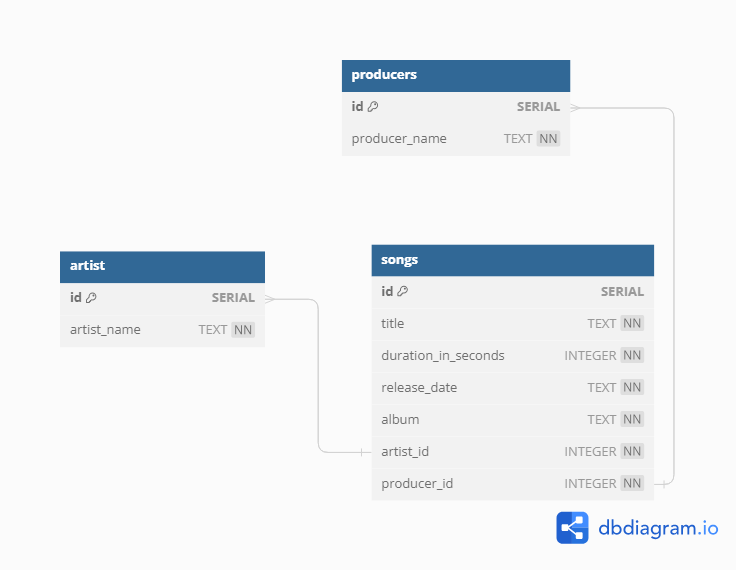 producers
id SERIAL
producer_name TEXT NN
artist
id SERIAL
artist_name TEXT NN
songs
id SERIAL
title TEXT NN
duration_in_seconds INTEGER NN
release_date TEXT NN
album TEXT NN
artist_id INTEGER NN
producer_id INTEGER NN
dbdiagram.io